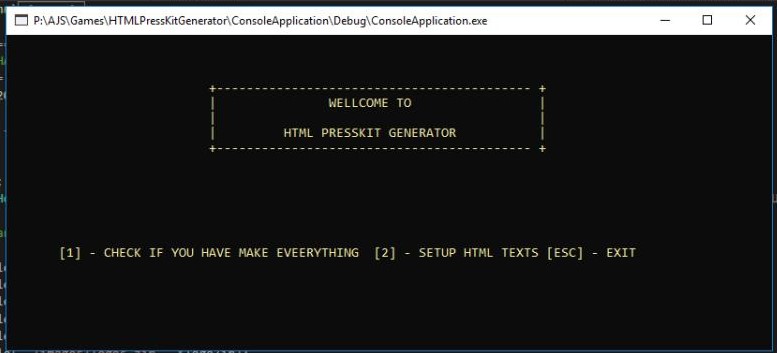 P:\AJS\Games\HTMLPressKitGenerator\ConsoleApplication\Debug\ConsoleApplication.exe
WELLCOME TO
HTML PRESSKIT GENERATOR
[1] - CHECK IF YOU HAVE MAKE EVEERYTHING [2] - SETUP HTML TEXTS [ESC] - EXIT